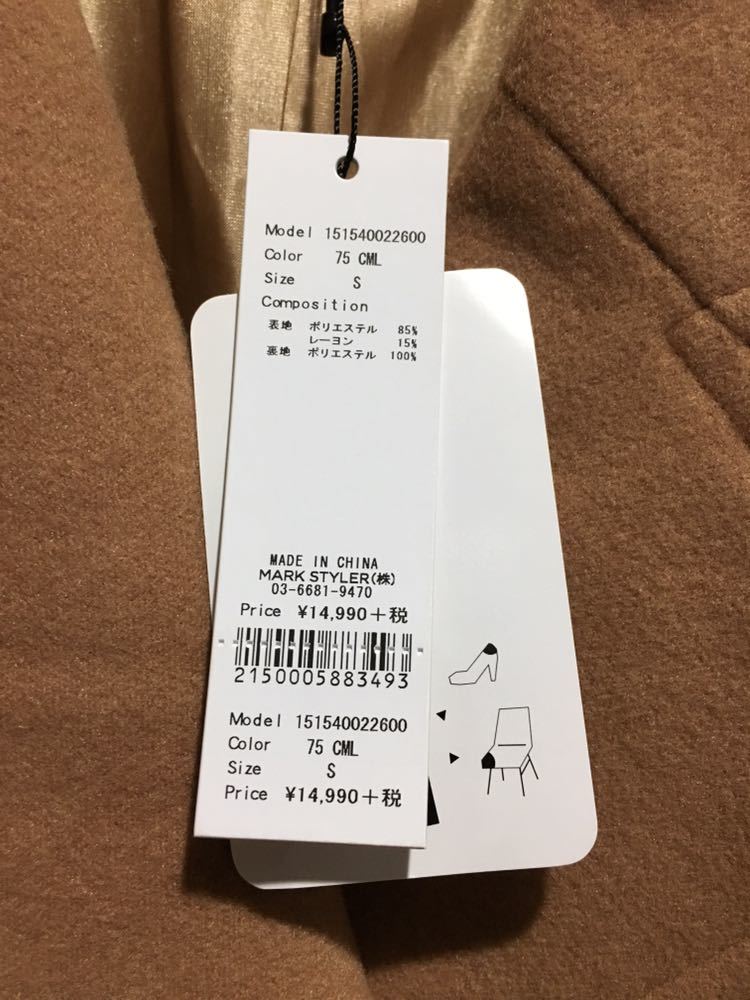 Model 151540022600
Color 75 CML
Size S
Composition
表地 ポリエステル 85%
レーヨン 15%
裏地 ポリエステル 100%
MADE IN CHINA
MARK STYLER(株)
03-6681-9470
Price ¥14,990+税
2150005883493
Model 151540022600
Color 75 CML
Size S
Price ¥14,990+税